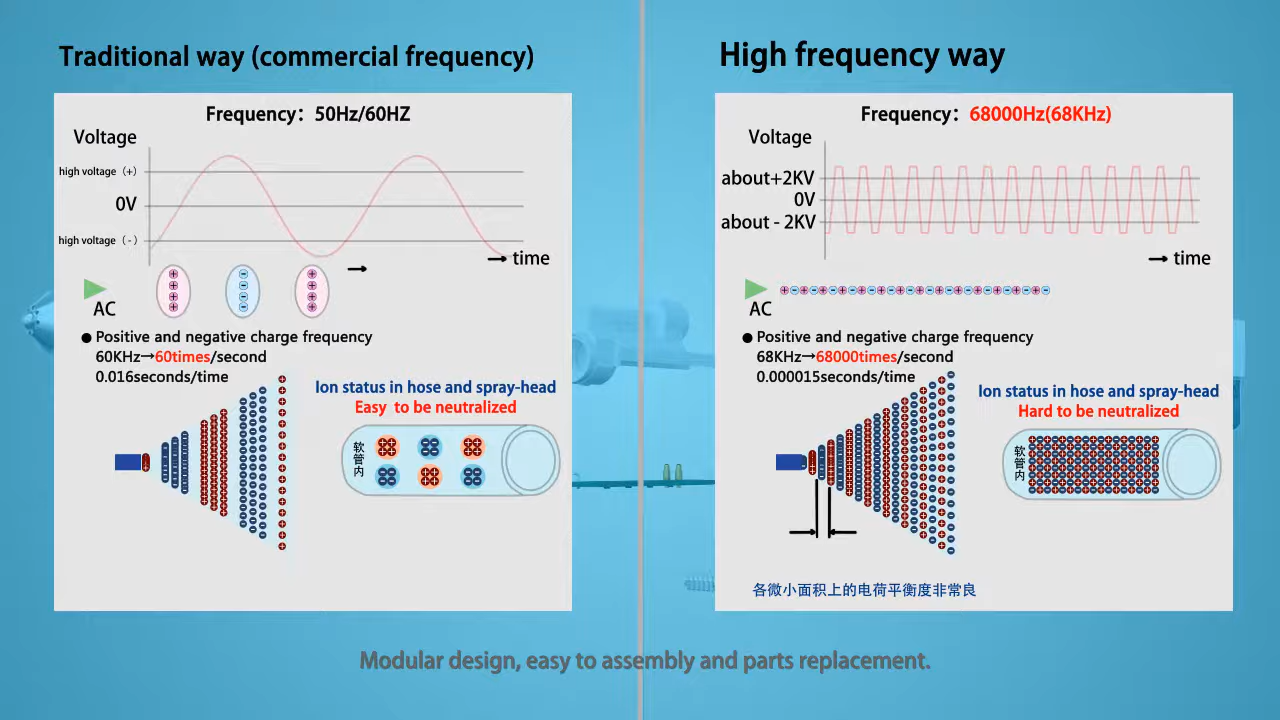 Traditional way (commercial frequency)
Frequency：50Hz/60HZ
Voltage
high voltage（+）
0V
high voltage（-）
time
AC
● Positive and negative charge frequency
60KHz→60times/second
0.016seconds/time
Ion status in hose and spray-head
Easy to be neutralized
软管内
High frequency way
Frequency：68000Hz(68KHz)
Voltage
about+2KV
0V
about - 2KV
time
AC
● Positive and negative charge frequency
68KHz→68000times/second
0.000015seconds/time
Ion status in hose and spray-head
Hard to be neutralized
软管内
各微小面积上的电荷平衡度非常良
Modular design, easy to assembly and parts replacement.